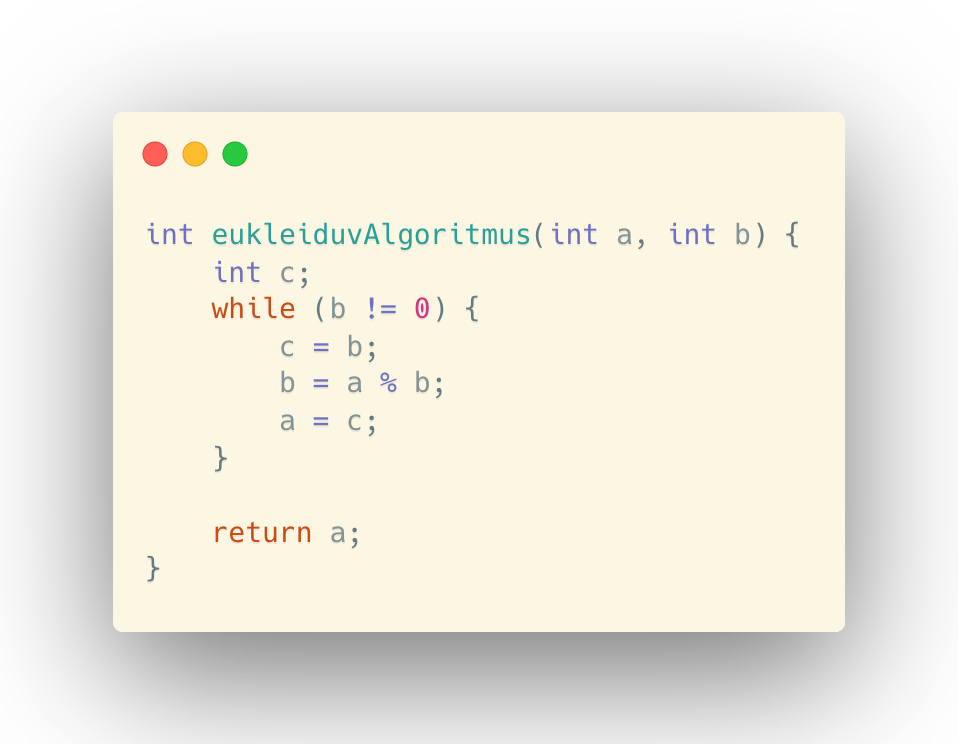 int eukleiduvAlgoritmus(int a, int b) {
    int c;
    while (b != 0) {
        c = b;
        b = a % b;
        a = c;
    }

    return a;
}